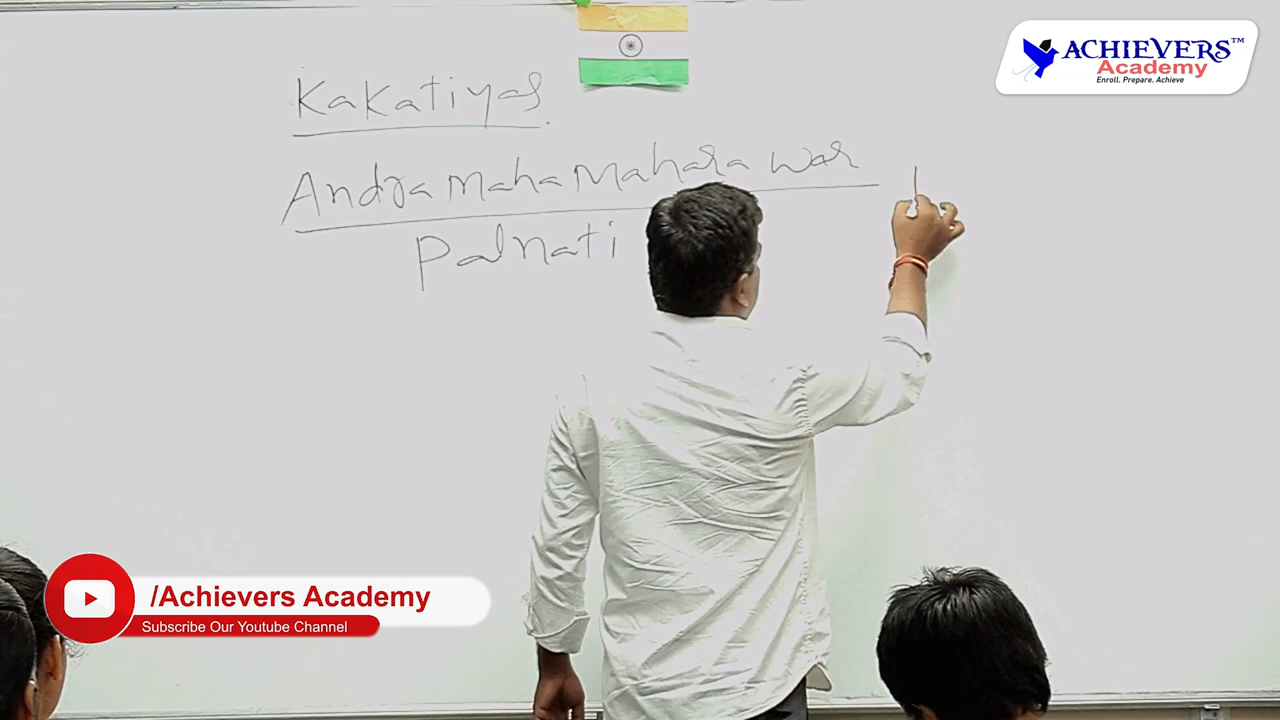 Kakatiyas
Andra Maha Mahara war
Palnati
ACHIEVERS™
Academy
Enroll. Prepare. Achieve
/Achievers Academy
Subscribe Our Youtube Channel